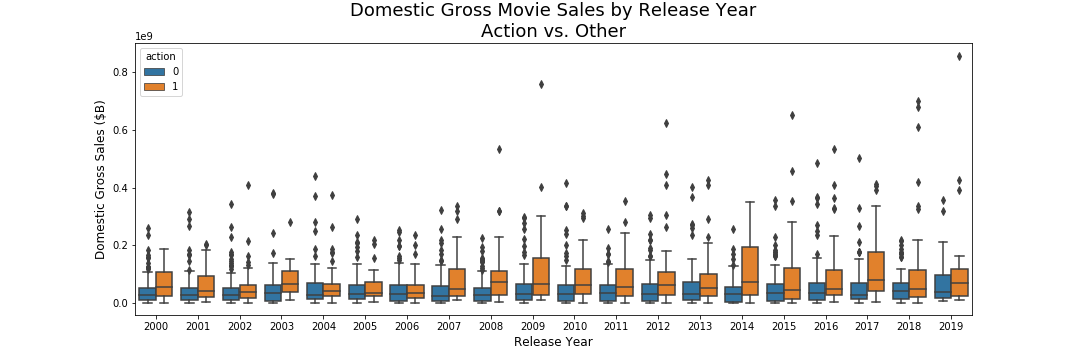 Domestic Gross Movie Sales by Release Year
Action vs. Other
1e9
action
0
1
0.8
0.6
0.4
0.2
0.0
Domestic Gross Sales ($B)
2000 2001 2002 2003 2004 2005 2006 2007 2008 2009 2010 2011 2012 2013 2014 2015 2016 2017 2018 2019
Release Year